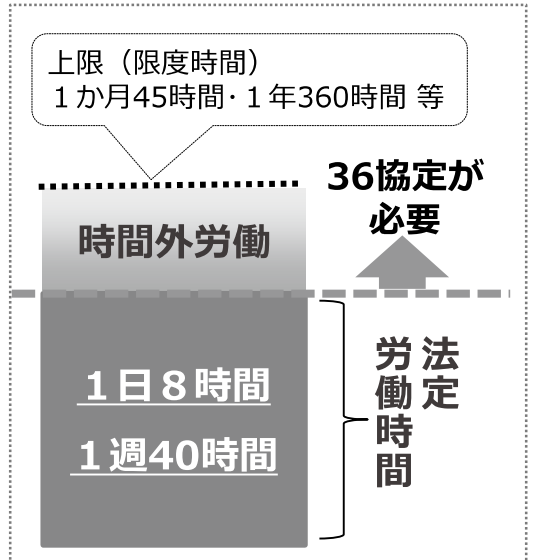 上限（限度時間）
１か月45時間･１年360時間 等
36協定が
必要
時間外労働
１日８時間
１週40時間
法定
労働時間